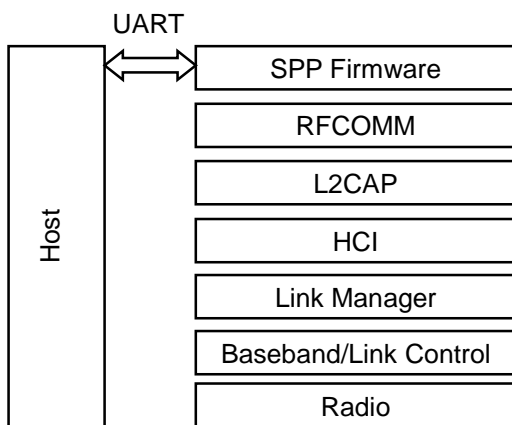 UART
SPP Firmware
RFCOMM
L2CAP
HCI
Host
Link Manager
Baseband/Link Control
Radio